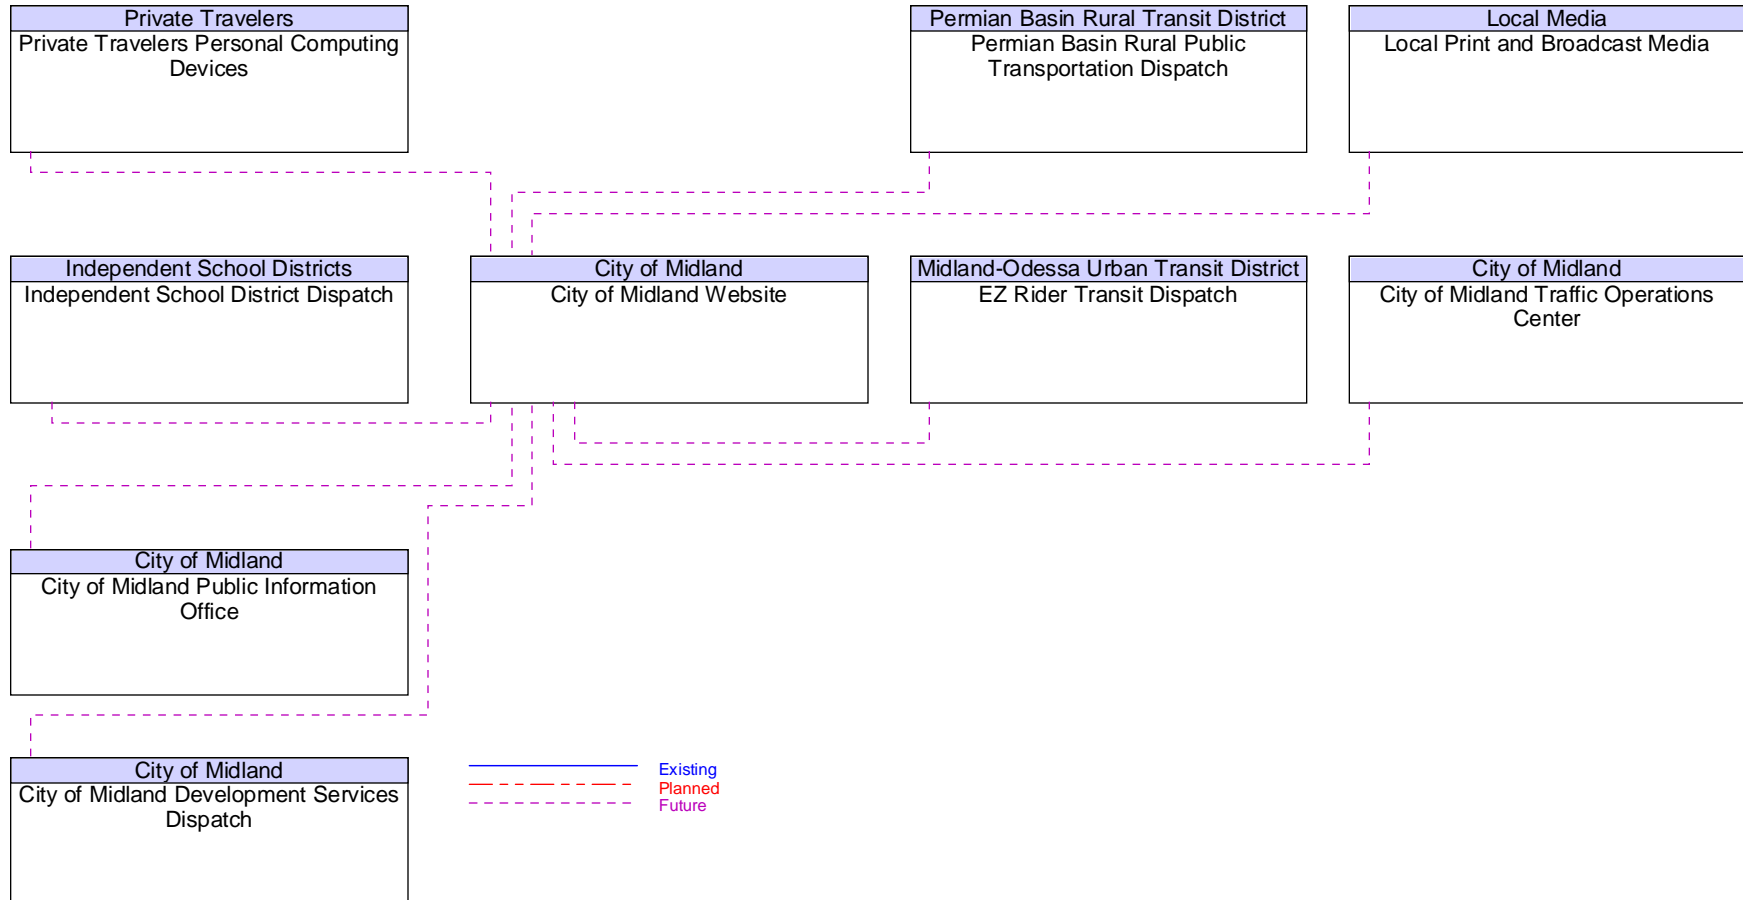 Private Travelers
Private Travelers Personal Computing
Devices
Permian Basin Rural Transit District
Permian Basin Rural Public
Transportation Dispatch
Local Media
Local Print and Broadcast Media
Independent School Districts
Independent School District Dispatch
City of Midland
City of Midland Website
Midland-Odessa Urban Transit District
EZ Rider Transit Dispatch
City of Midland
City of Midland Traffic Operations
Center
City of Midland
City of Midland Public Information
Office
City of Midland
City of Midland Development Services
Dispatch
Existing
Planned
Future